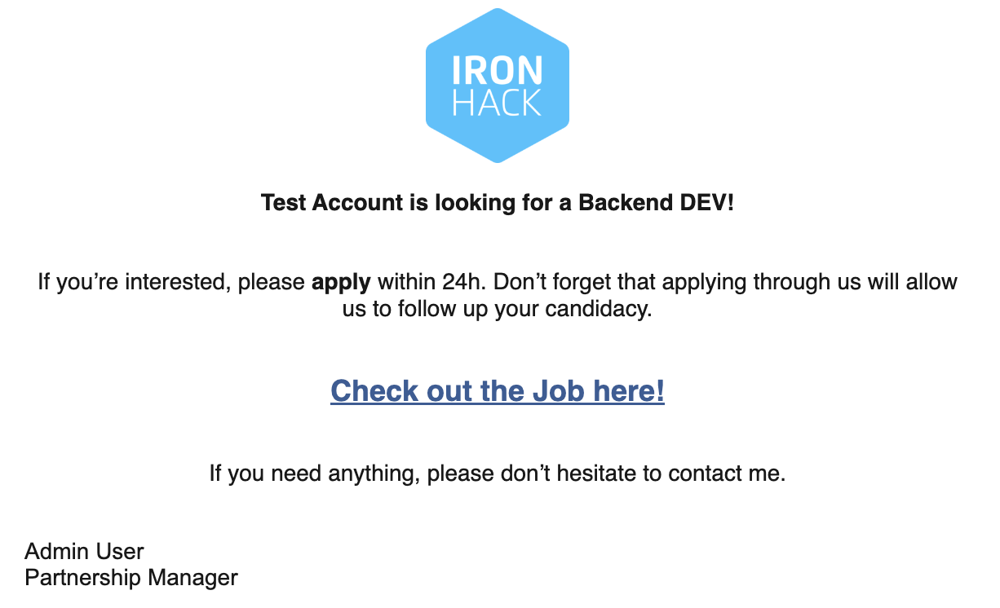 IRON
HACK
Test Account is looking for a Backend DEV!
If you’re interested, please apply within 24h. Don’t forget that applying through us will allow
us to follow up your candidacy.
Check out the Job here!
If you need anything, please don’t hesitate to contact me.
Admin User
Partnership Manager